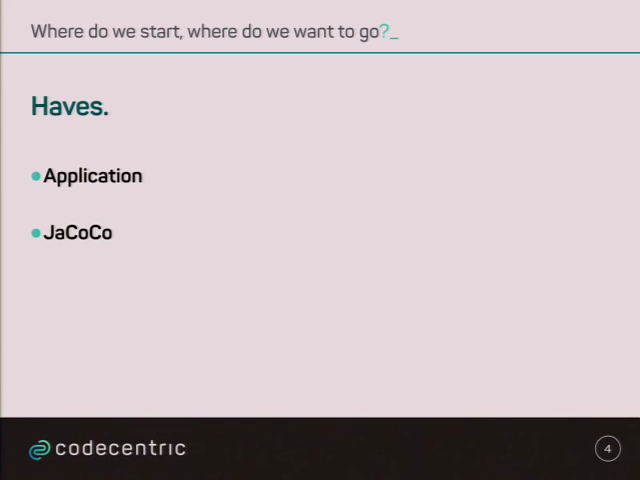 Where do we start, where do we want to go?_
Haves.
•Application
•JaCoCo
codecentric
4